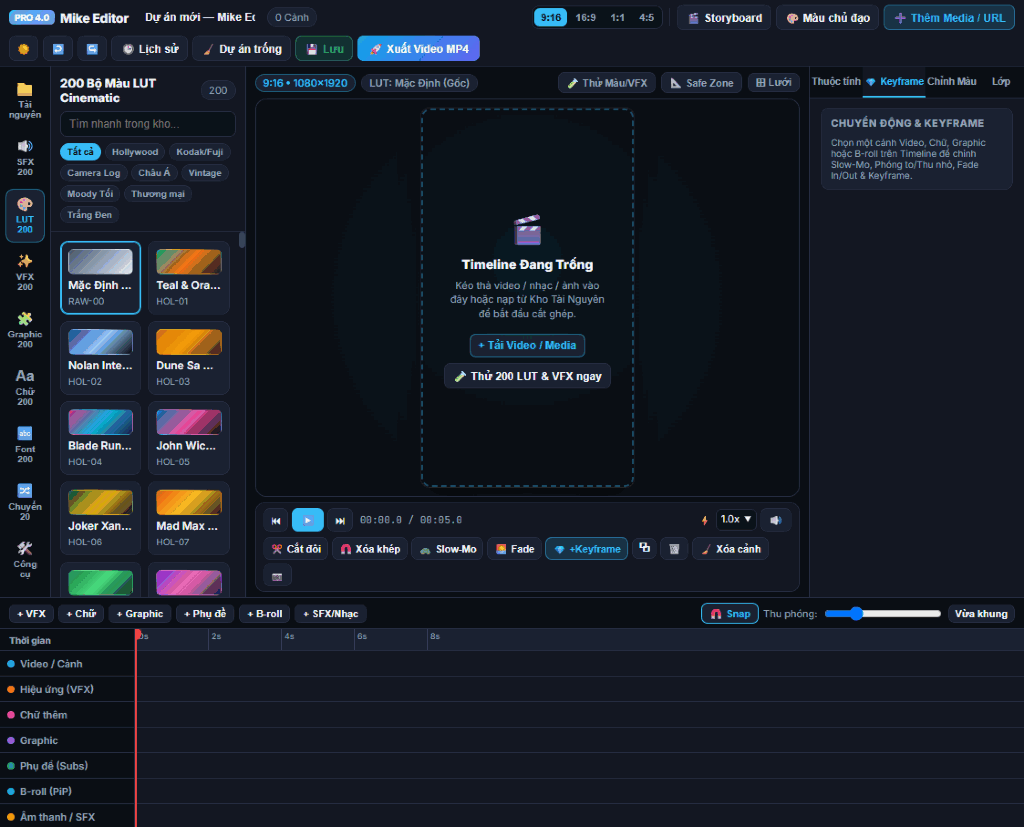 PRO 4.0 Mike Editor Dự án mới — Mike Ec 0 Cảnh 9:16 16:9 1:1 4:5 Storyboard Màu chủ đạo Thêm Media / URL
Lịch sử Dự án trống Lưu Xuất Video MP4
Tài nguyên
SFX 200
LUT 200
VFX 200
Graphic 200
Aa Chữ 200
abc Font 200
Chuyển 20
Công cụ
200 Bộ Màu LUT Cinematic 200
Tìm nhanh trong kho...
Tất cả Hollywood Kodak/Fuji
Camera Log Châu Á Vintage
Moody Tối Thương mại
Trắng Đen
Mặc Định ... Teal & Ora...
RAW-00 HOL-01
Nolan Inte... Dune Sa ...
HOL-02 HOL-03
Blade Run... John Wic...
HOL-04 HOL-05
Joker Xan... Mad Max ...
HOL-06 HOL-07
9:16 • 1080×1920 LUT: Mặc Định (Gốc) Thử Màu/VFX Safe Zone Lưới
Timeline Đang Trống
Kéo thả video / nhạc / ảnh vào
đây hoặc nạp từ Kho Tài Nguyên
để bắt đầu cắt ghép.
+ Tải Video / Media
Thử 200 LUT & VFX ngay
00:00.0 / 00:05.0 1.0x
Cắt đôi Xóa khép Slow-Mo Fade +Keyframe Xóa cảnh
Thuộc tính Keyframe Chỉnh Màu Lớp
CHUYỂN ĐỘNG & KEYFRAME
Chọn một cảnh Video, Chữ, Graphic
hoặc B-roll trên Timeline để chỉnh
Slow-Mo, Phóng to/Thu nhỏ, Fade
In/Out & Keyframe.
+ VFX + Chữ + Graphic + Phụ đề + B-roll + SFX/Nhạc Snap Thu phóng: Vừa khung
Thời gian 0s 2s 4s 6s 8s
Video / Cảnh
Hiệu ứng (VFX)
Chữ thêm
Graphic
Phụ đề (Subs)
B-roll (PiP)
Âm thanh / SFX